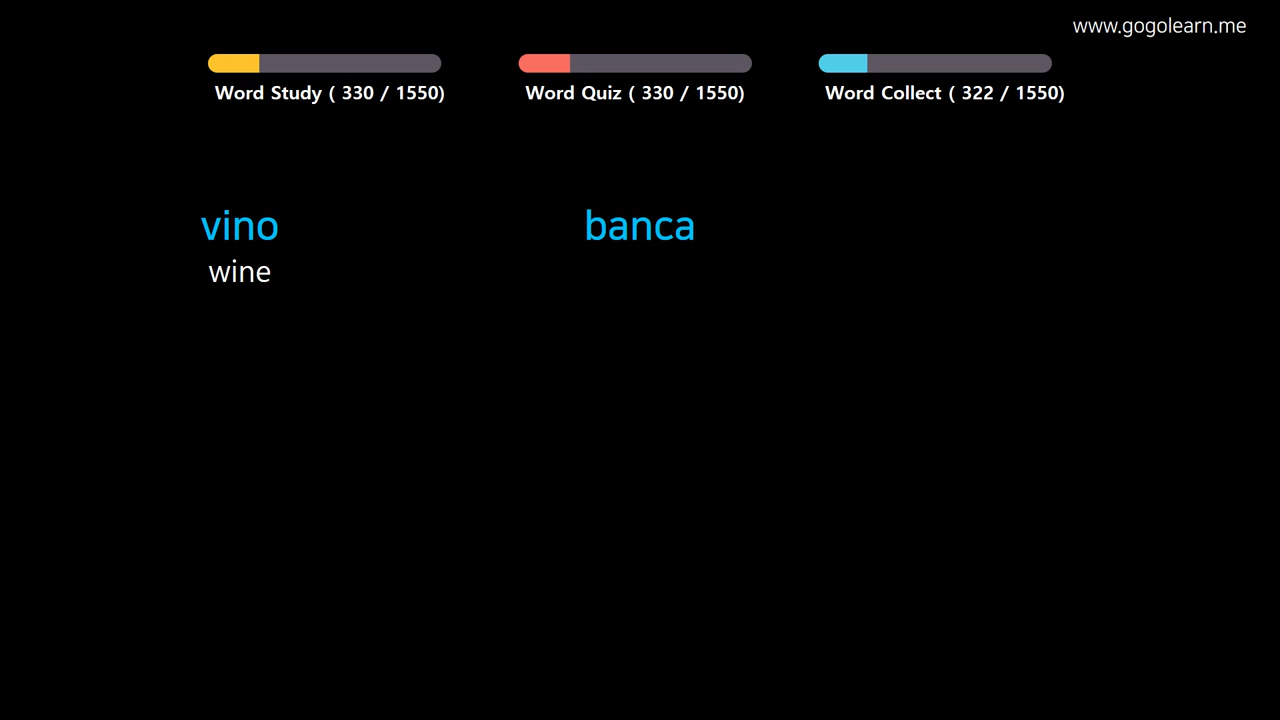 www.gogolearn.me
Word Study ( 330 / 1550)
Word Quiz ( 330 / 1550)
Word Collect ( 322 / 1550)
vino
wine
banca